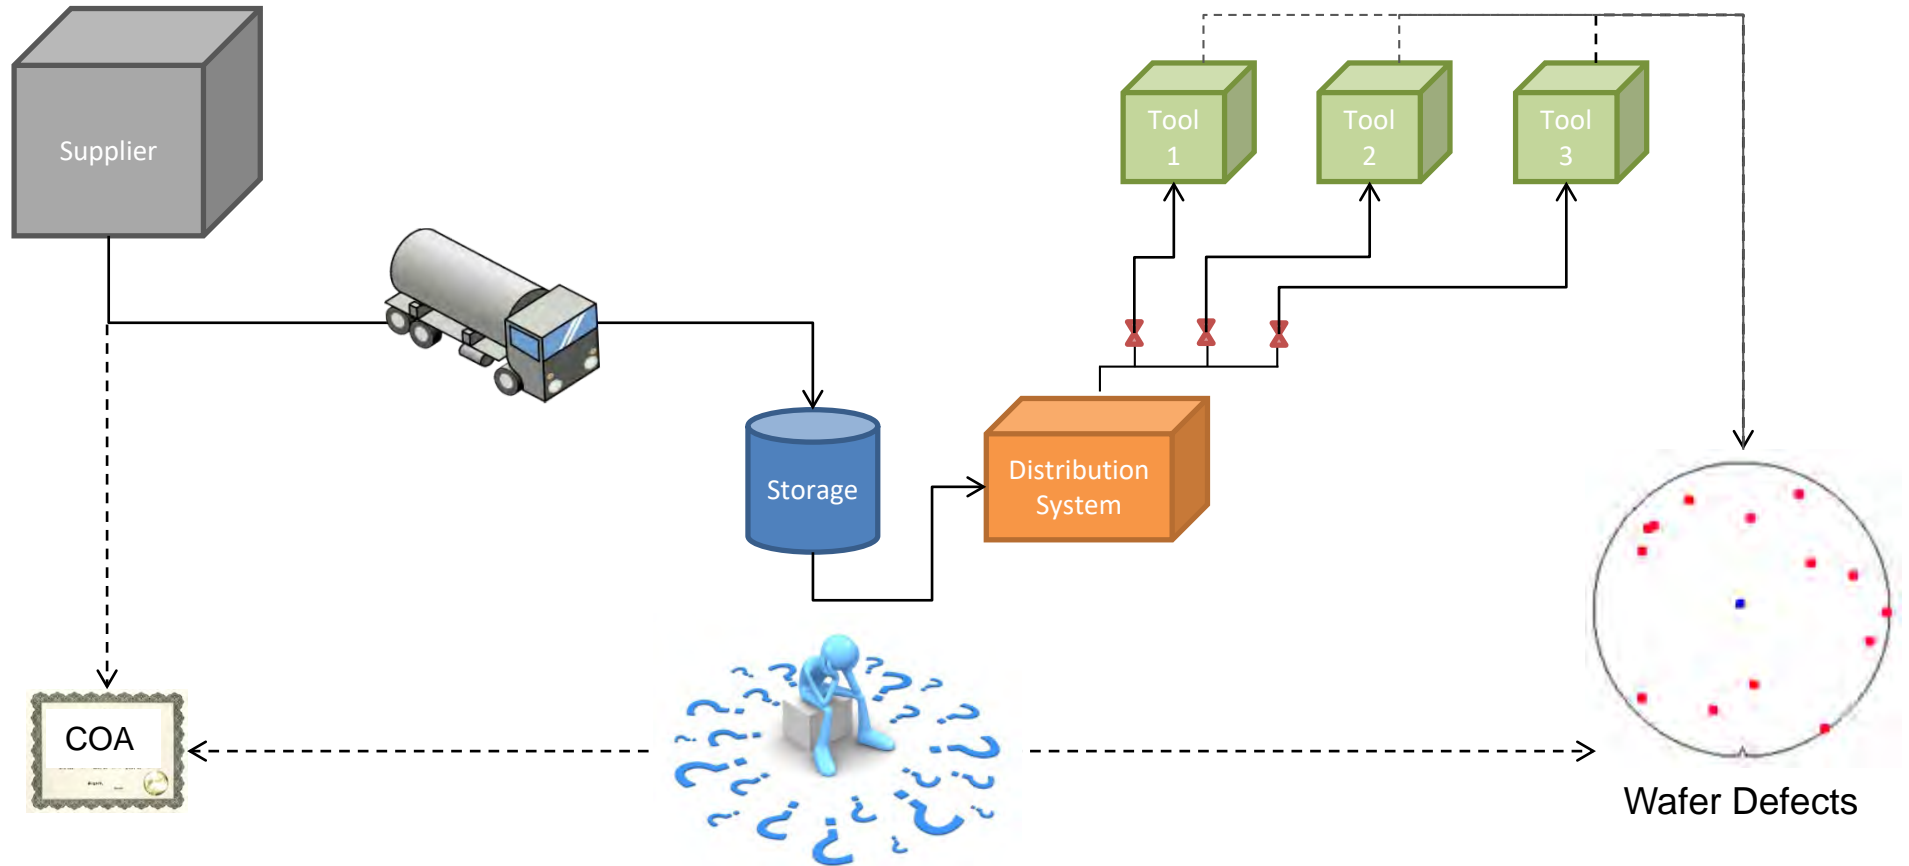 Supplier
Tool
1
Tool
2
Tool
3
Storage
Distribution
System
COA
Wafer Defects